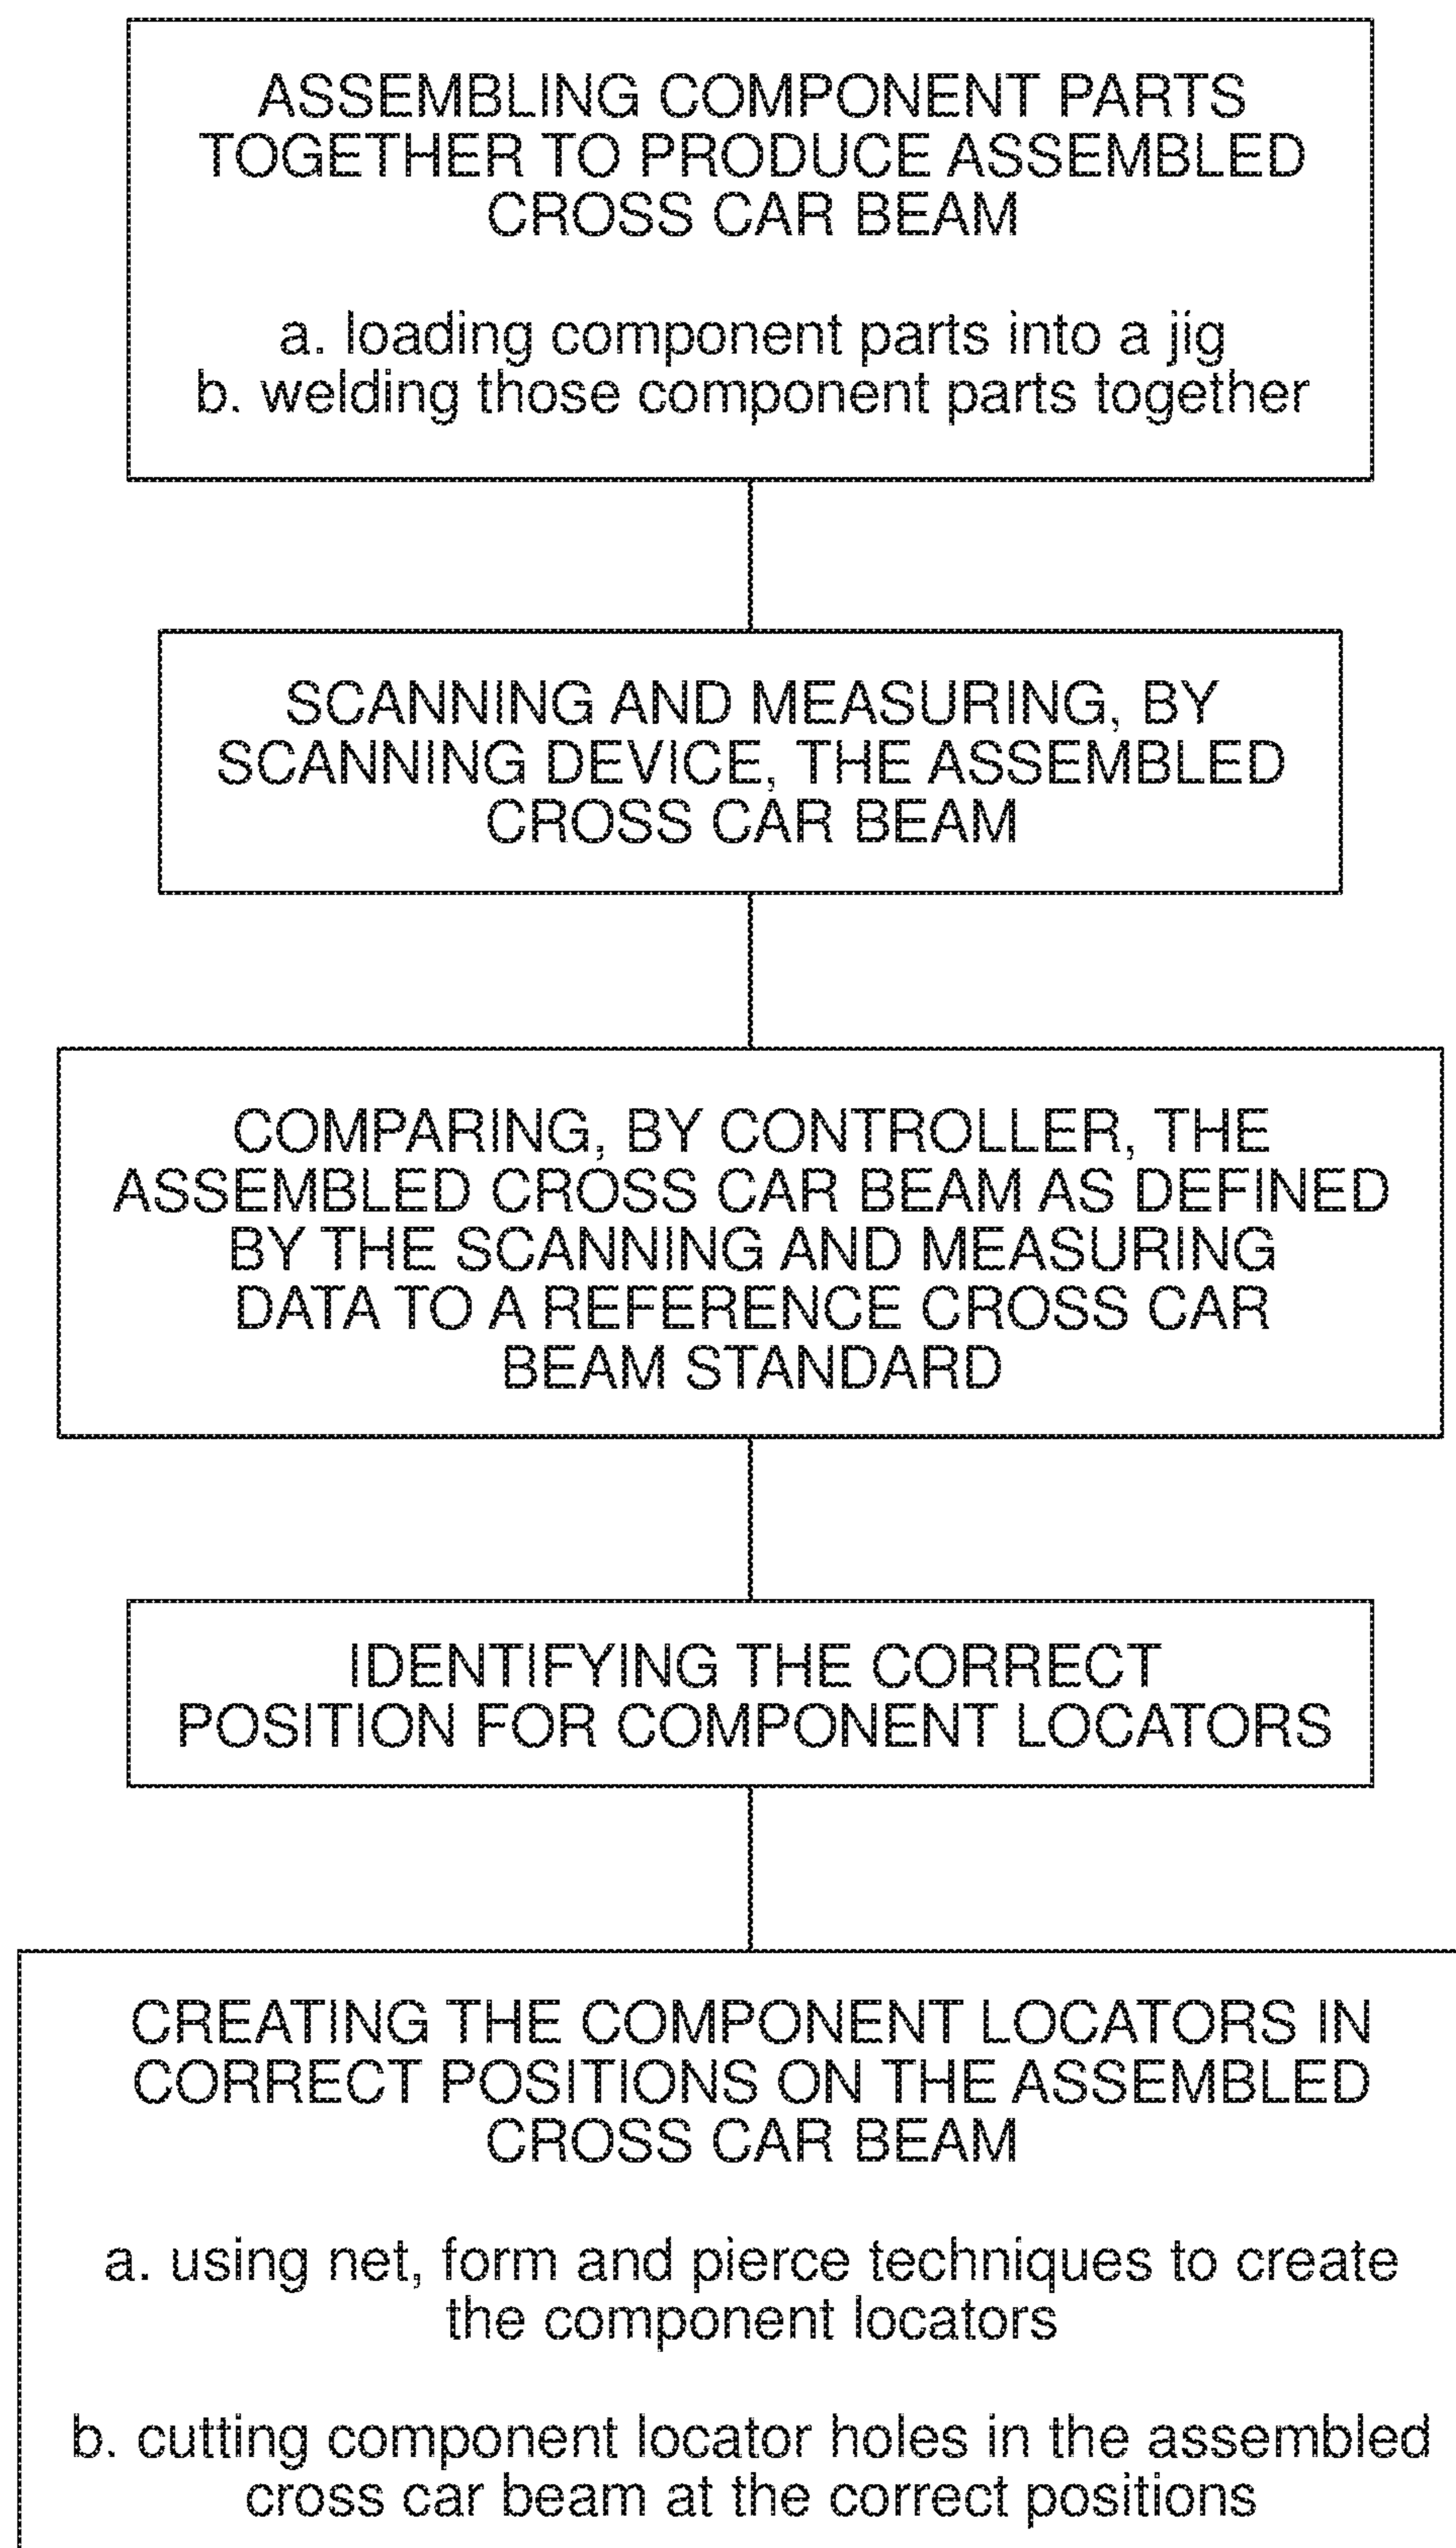 ASSEMBLING COMPONENT PARTS
TOGETHER TO PRODUCE ASSEMBLED
CROSS CAR BEAM
a. loading component parts into a jig
b. welding those component parts together
SCANNING AND MEASURING, BY
SCANNING DEVICE, THE ASSEMBLED
CROSS CAR BEAM
COMPARING, BY CONTROLLER, THE
ASSEMBLED CROSS CAR BEAM AS DEFINED
BY THE SCANNING AND MEASURING
DATA TO A REFERENCE CROSS CAR
BEAM STANDARD
IDENTIFYING THE CORRECT
POSITION FOR COMPONENT LOCATORS
CREATING THE COMPONENT LOCATORS IN
CORRECT POSITIONS ON THE ASSEMBLED
CROSS CAR BEAM
a. using net, form and pierce techniques to create
the component locators
b. cutting component locator holes in the assembled
cross car beam at the correct positions